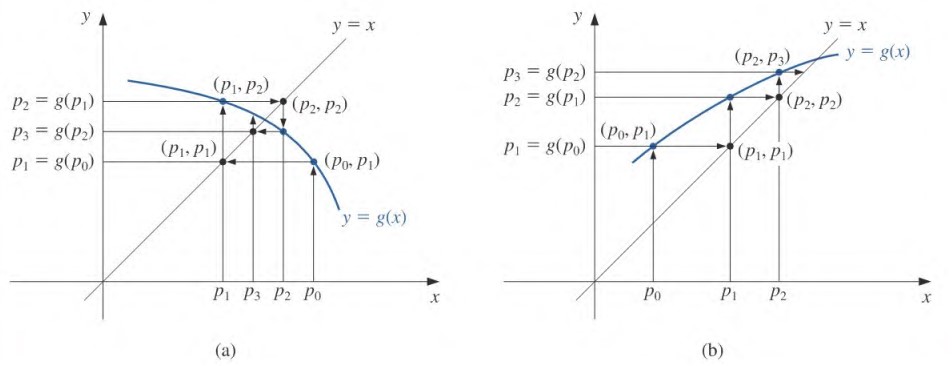 y
y = x
(p₁, p₂)
p₂ = g(p₁)
(p₂, p₂)
p₃ = g(p₂)
(p₁, p₁)
p₁ = g(p₀)
(p₀, p₁)
y = g(x)
p₁ p₃ p₂ p₀
x
(a)
y
y = x
y = g(x)
(p₂, p₃)
p₃ = g(p₂)
p₂ = g(p₁)
(p₂, p₂)
(p₀, p₁)
p₁ = g(p₀)
(p₁, p₁)
p₀ p₁ p₂
x
(b)